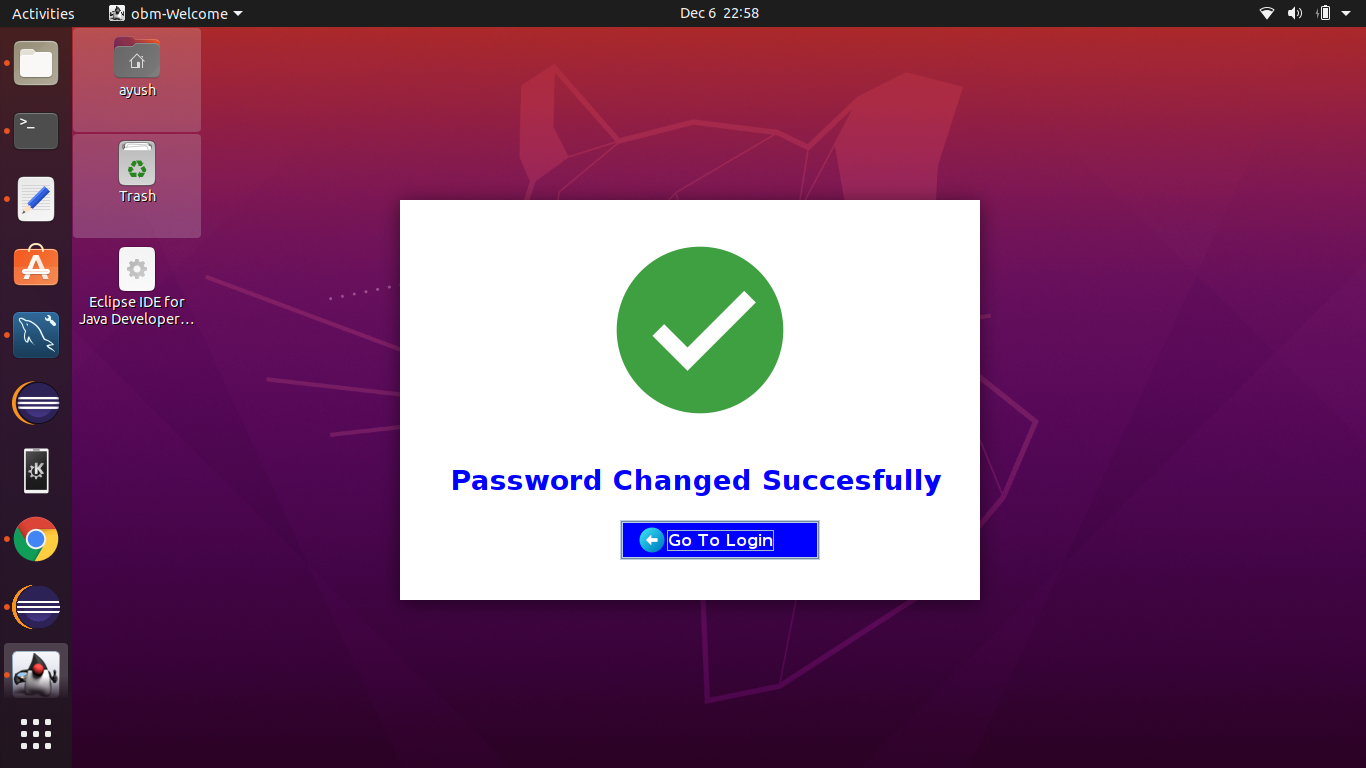 Activities
obm-Welcome
Dec 6 22:58
ayush
Trash
Eclipse IDE for
Java Developer…
>_
K
Password Changed Succesfully
Go To Login